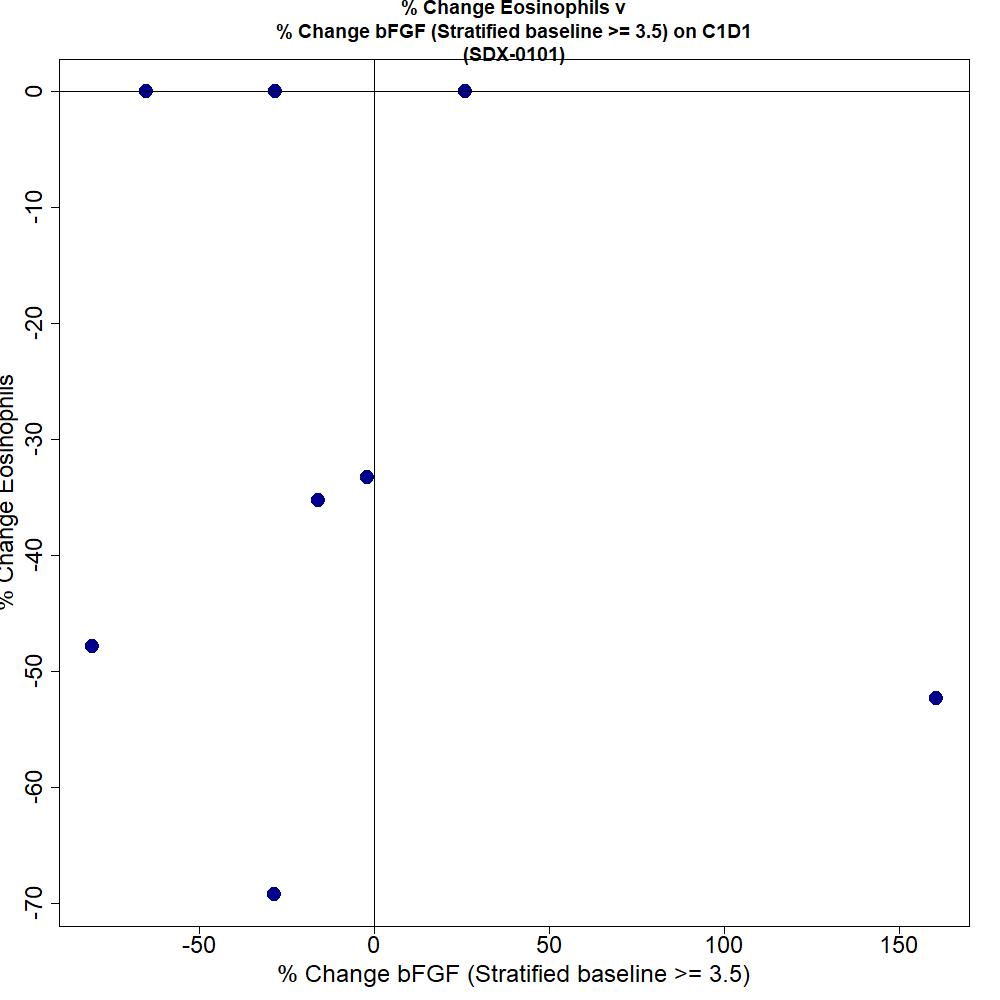 % Change Eosinophils v
% Change bFGF (Stratified baseline >= 3.5) on C1D1
(SDX-0101)
% Change Eosinophils
0
-10
-20
-30
-40
-50
-60
-70
-50
0
50
100
150
% Change bFGF (Stratified baseline >= 3.5)